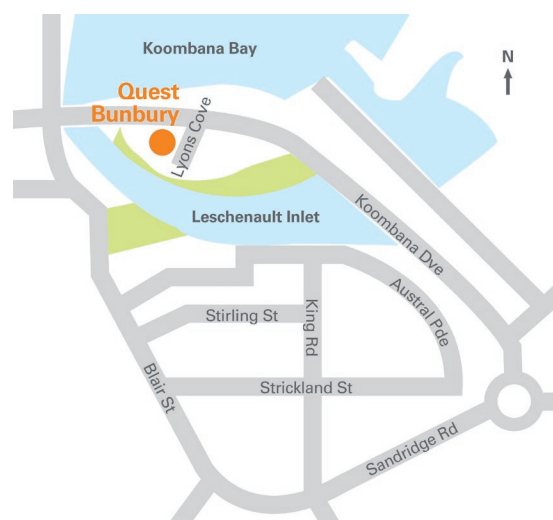 Koombana Bay
N
Quest
Bunbury
Lyons Cove
Leschenault Inlet
Koombana Dve
Austral Pde
Stirling St
King Rd
Blair St
Strickland St
Sandridge Rd